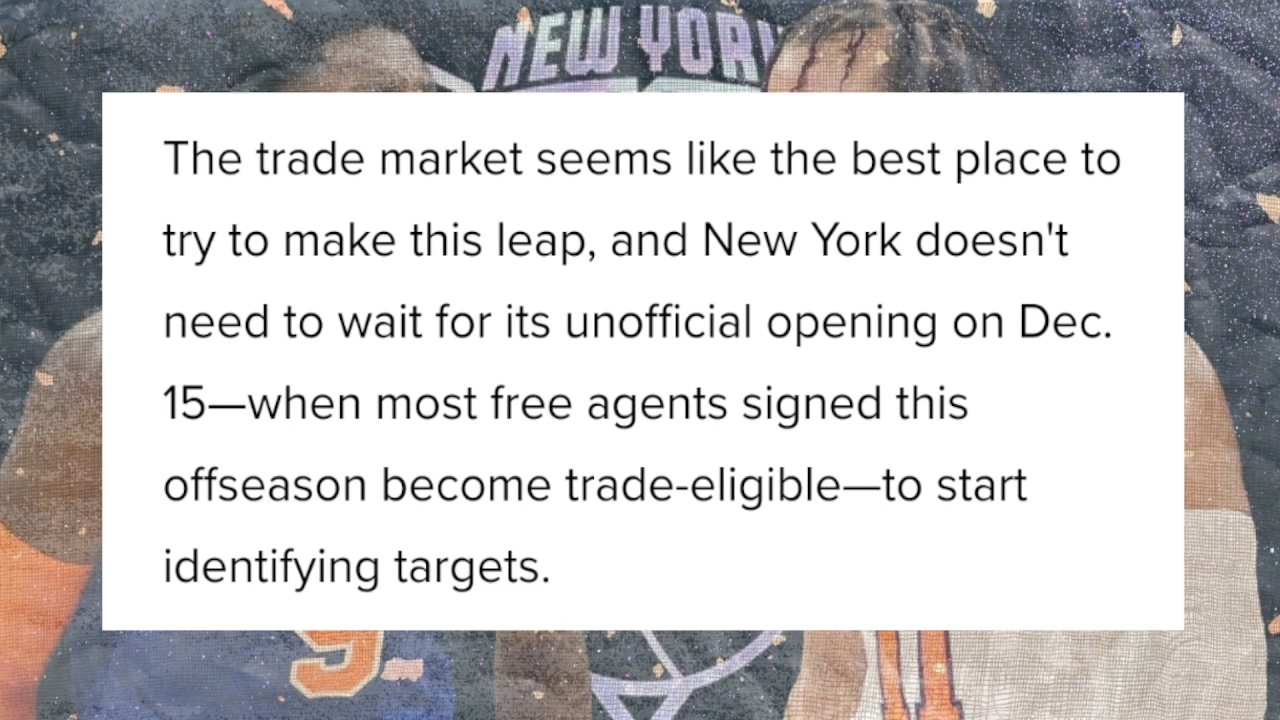 NEW YORK
The trade market seems like the best place to
try to make this leap, and New York doesn't
need to wait for its unofficial opening on Dec.
15—when most free agents signed this
offseason become trade-eligible—to start
identifying targets.
9